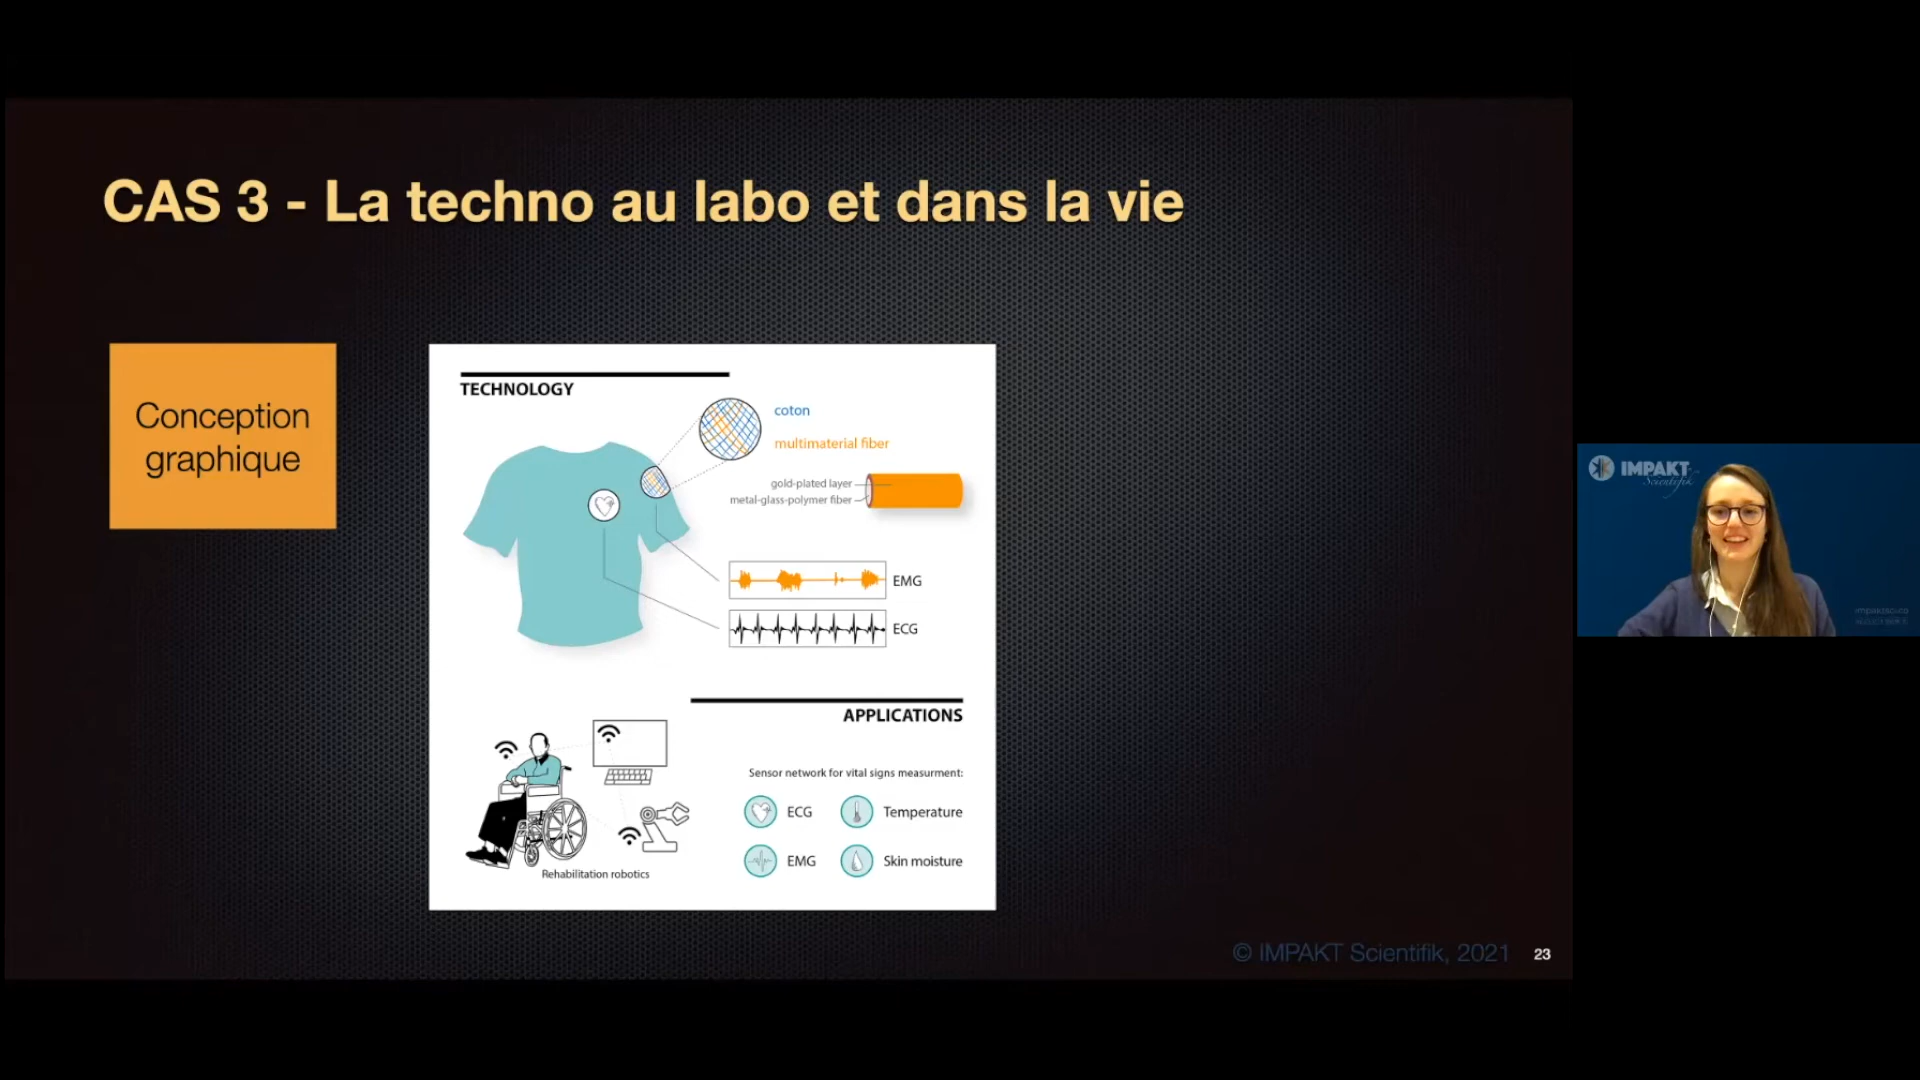 CAS 3 - La techno au labo et dans la vie
Conception
graphique
TECHNOLOGY
coton
multimaterial fiber
gold-plated layer
metal-glass-polymer fiber
EMG
ECG
APPLICATIONS
Sensor network for vital signs measurment:
ECG
Temperature
EMG
Skin moisture
Rehabilitation robotics
© IMPAKT Scientifik, 2021
23
IMPAKT
Scientifik